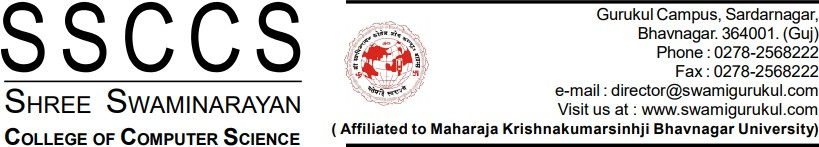 SSCCS
SHREE SWAMINARAYAN
COLLEGE OF COMPUTER SCIENCE
Gurukul Campus, Sardarnagar,
Bhavnagar. 364001. (Guj)
Phone : 0278-2568222
Fax : 0278-2568222
e-mail : director@swamigurukul.com
Visit us at : www.swamigurukul.com
( Affiliated to Maharaja Krishnakumarsinhji Bhavnagar University)